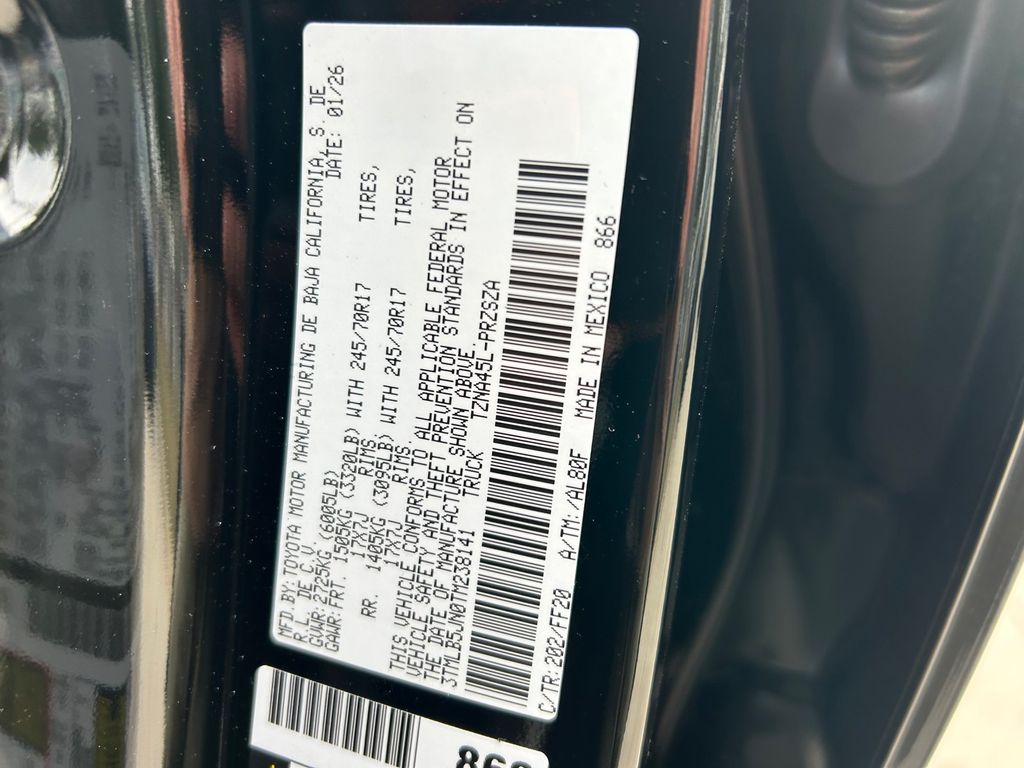 MFD.BY: TOYOTA MOTOR MANUFACTURING DE BAJA CALIFORNIA, S. DE
R.L. DE C.V. DATE: 01/26
GVWR: 2725KG (6005LB)
GAWR:FRT. 1505KG (3320LB) WITH 245/70R17 TIRES,
17X7J RIMS
RR. 1405KG (3095LB) WITH 245/70R17 TIRES,
17X7J RIMS
THIS VEHICLE CONFORMS TO ALL APPLICABLE FEDERAL MOTOR
VEHICLE SAFETY AND THEFT PREVENTION STANDARDS IN EFFECT ON
THE DATE OF MANUFACTURE SHOWN ABOVE.
3TMLB5JN0TM238141 TRUCK TZNA45L-PRZSZA
C/TR:202/FF20 A/TM./AL80F MADE IN MEXICO 866